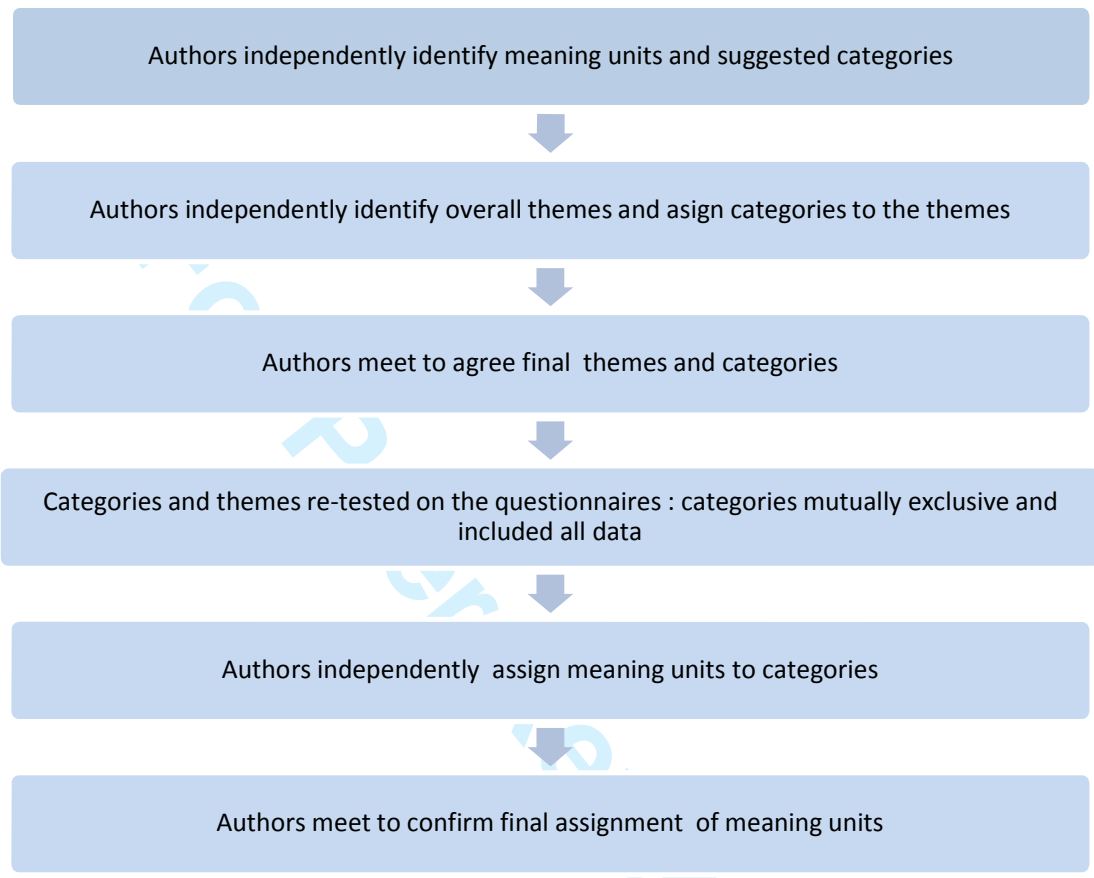 Authors independently identify meaning units and suggested categories
Authors independently identify overall themes and asign categories to the themes
Authors meet to agree final  themes and categories
Categories and themes re-tested on the questionnaires : categories mutually exclusive and
included all data
Authors independently  assign meaning units to categories
Authors meet to confirm final assignment  of meaning units